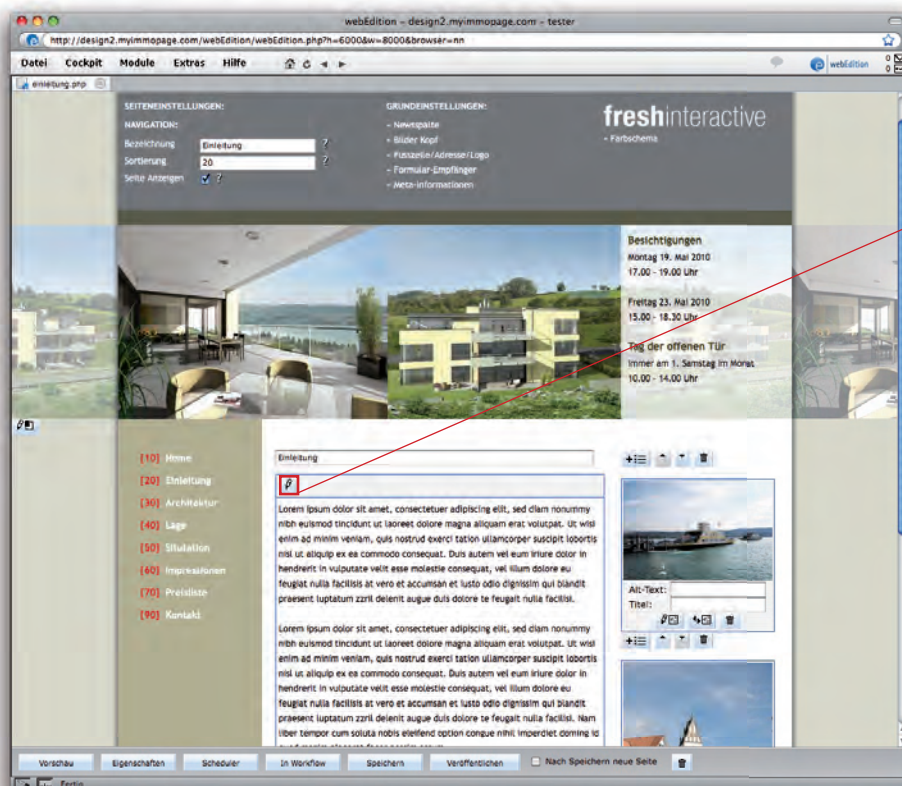 webEdition – design2.myimmopage.com – tester
http://design2.myimmopage.com/webEdition/webEdition.php?h=6000&w=8000&browser=nn
Datei Cockpit Module Extras Hilfe
webEdition
0
0
einleitung.php
SEITENEINSTELLUNGEN:
NAVIGATION:
Bezeichnung Einleitung ?
Sortierung 20 ?
Seite Anzeigen ?
GRUNDEINSTELLUNGEN:
- Newsspalte
- Bilder Kopf
- Fusszeile/Adresse/Logo
- Formular-Empfänger
- Meta-Informationen
freshinteractive
- Farbschema
Besichtigungen
Montag 19. Mai 2010
17.00 - 19.00 Uhr
Freitag 23. Mai 2010
15.00 - 18.30 Uhr
Tag der offenen Tür
Immer am 1. Samstag im Monat
10.00 - 14.00 Uhr
[10] Home
[20] Einleitung
[30] Architektur
[40] Lage
[50] Situation
[60] Impressionen
[70] Preisliste
[90] Kontakt
Einleitung
Lorem ipsum dolor sit amet, consectetuer adipiscing elit, sed diam nonummy
nibh euismod tincidunt ut laoreet dolore magna aliquam erat volutpat. Ut wisi
enim ad minim veniam, quis nostrud exerci tation ullamcorper suscipit lobortis
nisl ut aliquip ex ea commodo consequat. Duis autem vel eum iriure dolor in
hendrerit in vulputate velit esse molestie consequat, vel illum dolore eu
feugiat nulla facilisis at vero et accumsan et iusto odio dignissim qui blandit
praesent luptatum zzril delenit augue duis dolore te feugait nulla facilisi.
Lorem ipsum dolor sit amet, consectetuer adipiscing elit, sed diam nonummy
nibh euismod tincidunt ut laoreet dolore magna aliquam erat volutpat. Ut wisi
enim ad minim veniam, quis nostrud exerci tation ullamcorper suscipit lobortis
nisl ut aliquip ex ea commodo consequat. Duis autem vel eum iriure dolor in
hendrerit in vulputate velit esse molestie consequat, vel illum dolore eu
feugiat nulla facilisis at vero et accumsan et iusto odio dignissim qui blandit
praesent luptatum zzril delenit augue duis dolore te feugait nulla facilisi. Nam
liber tempor cum soluta nobis eleifend option congue nihil imperdiet doming id
Alt-Text:
Titel:
Vorschau Eigenschaften Scheduler In Workflow Speichern Veröffentlichen Nach Speichern neue Seite
Fertig